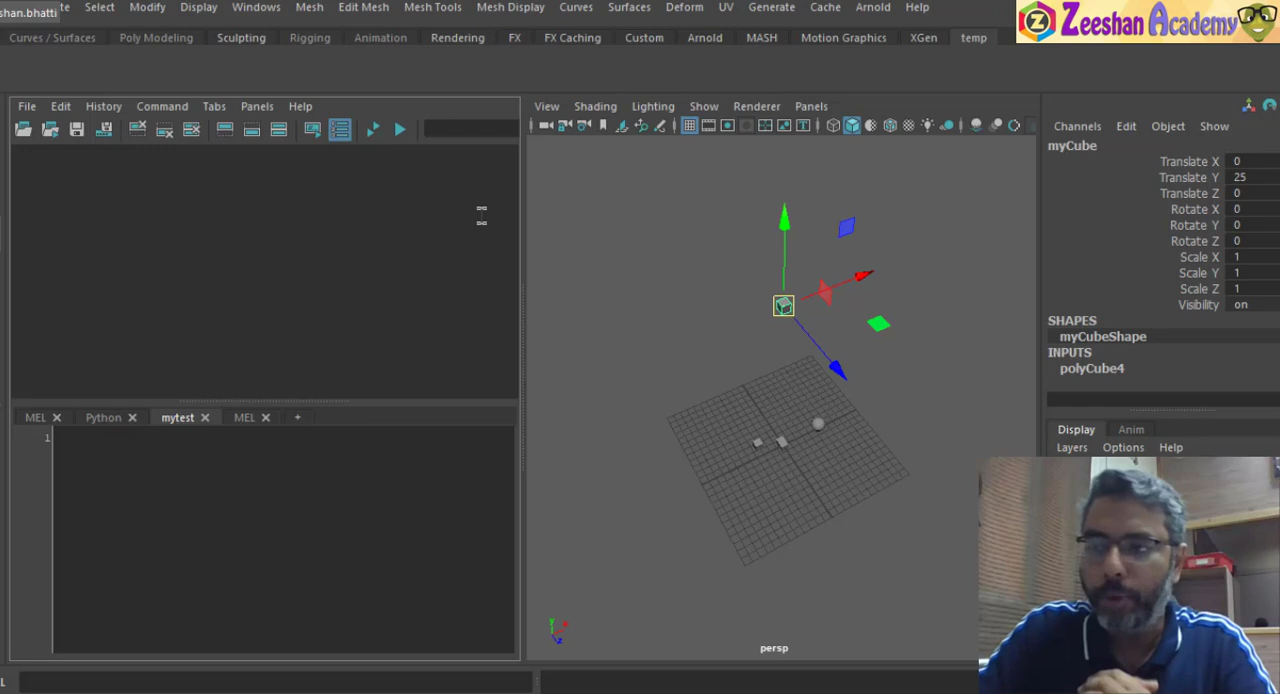 shan.bhatti
te Select Modify Display Windows Mesh Edit Mesh Mesh Tools Mesh Display Curves Surfaces Deform UV Generate Cache Arnold Help
Zeeshan Academy
Curves / Surfaces Poly Modeling Sculpting Rigging Animation Rendering FX FX Caching Custom Arnold MASH Motion Graphics XGen temp
File Edit History Command Tabs Panels Help
View Shading Lighting Show Renderer Panels
Channels Edit Object Show
myCube
Translate X 0
Translate Y 25
Translate Z 0
Rotate X 0
Rotate Y 0
Rotate Z 0
Scale X 1
Scale Y 1
Scale Z 1
Visibility on
SHAPES
myCubeShape
INPUTS
polyCube4
MEL Python mytest MEL +
1
Display Anim
Layers Options Help
y x z
persp
L